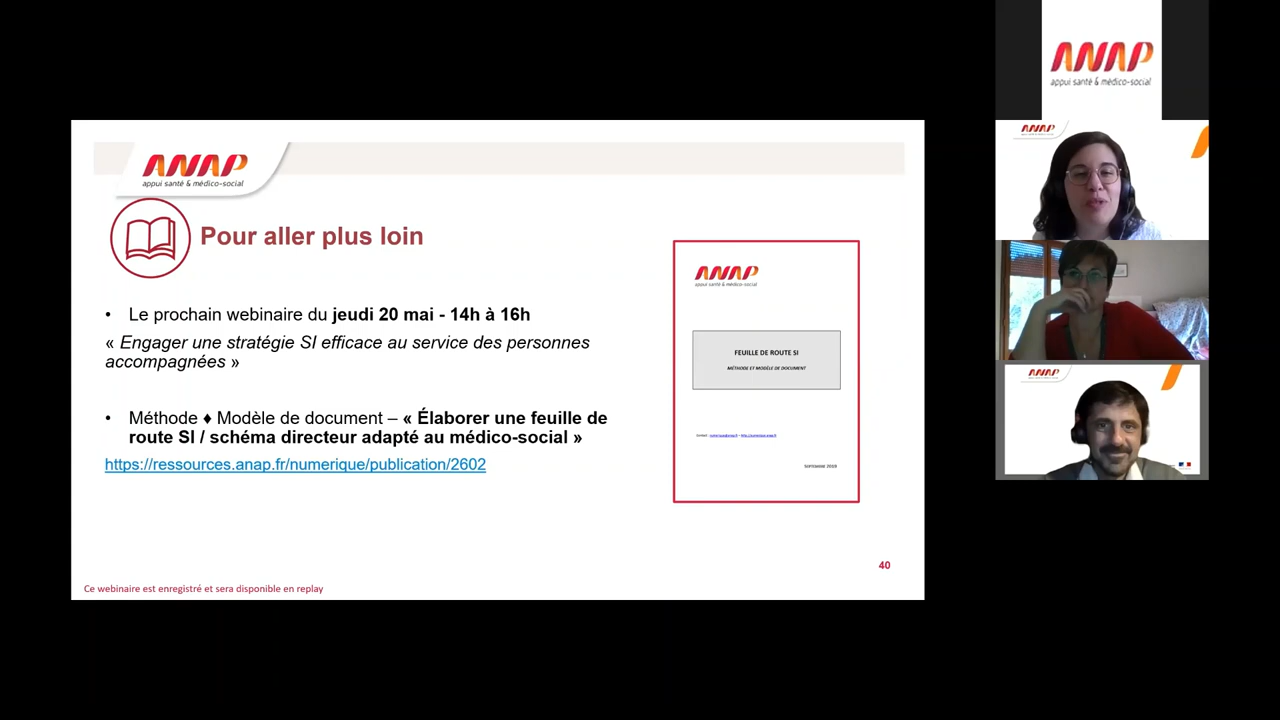 ANAP
appui santé & médico-social
Pour aller plus loin
• Le prochain webinaire du jeudi 20 mai - 14h à 16h
« Engager une stratégie SI efficace au service des personnes
accompagnées »
• Méthode ♦ Modèle de document – « Élaborer une feuille de
route SI / schéma directeur adapté au médico-social »
https://ressources.anap.fr/numerique/publication/2602
ANAP
appui santé & médico-social
FEUILLE DE ROUTE SI
MÉTHODE ET MODÈLE DE DOCUMENT
SEPTEMBRE 2019
40
Ce webinaire est enregistré et sera disponible en replay
ANAP
appui santé & médico-social
ANAP
ANAP